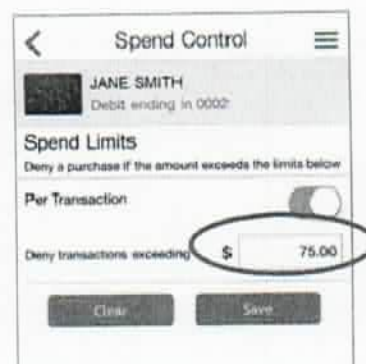 Spend Control
JANE SMITH
Debit ending in 0002
Spend Limits
Deny a purchase if the amount exceeds the limits below
Per Transaction
Deny transactions exceeding $ 75.00
Clear Save